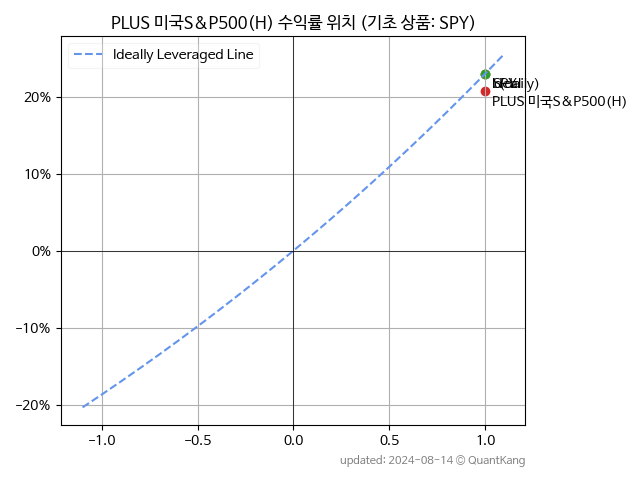 PLUS 미국S&P500(H) 수익률 위치 (기초 상품: SPY)
Ideally Leveraged Line
20%
10%
0%
-10%
-20%
PLUS 미국S&P500(H)
-1.0
-0.5
0.0
0.5
1.0
updated: 2024-08-14 © QuantKang